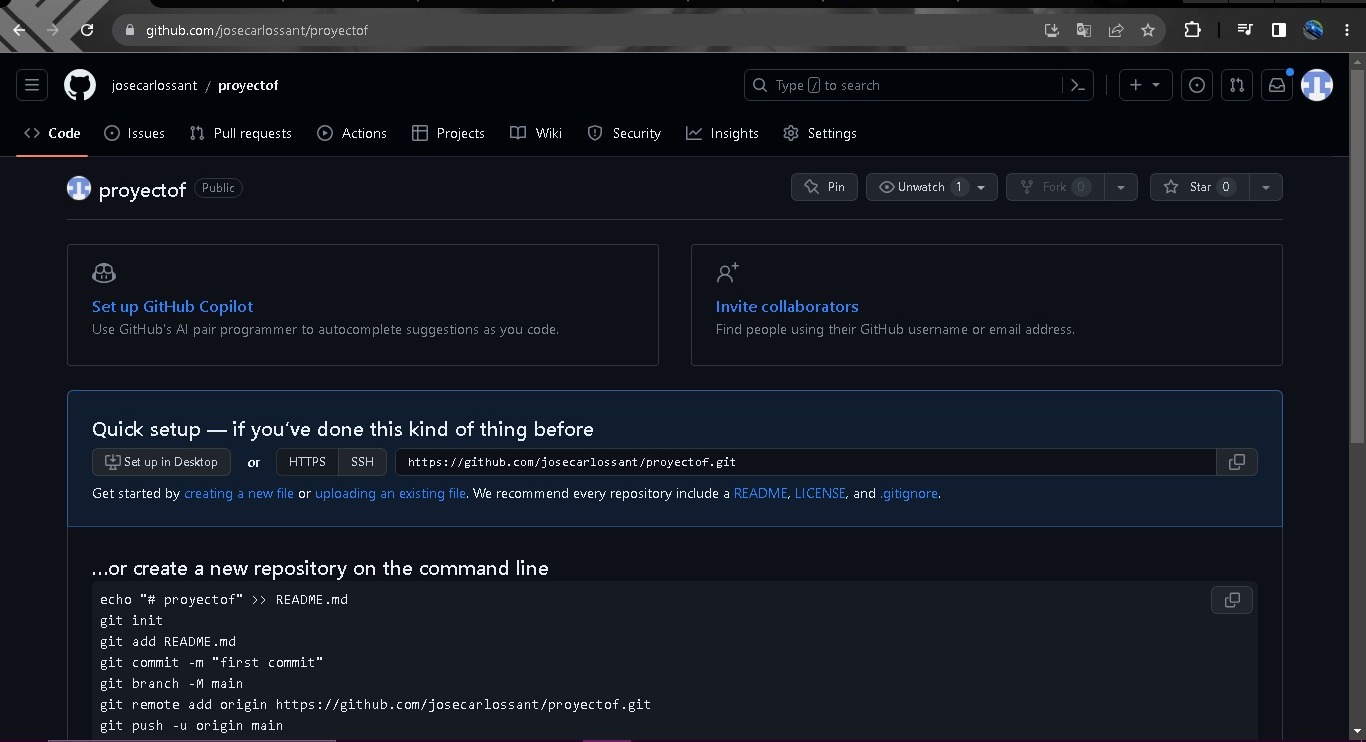 github.com/josecarlossant/proyectof
josecarlossant / proyectof
Type / to search
Code Issues Pull requests Actions Projects Wiki Security Insights Settings
proyectof Public
Pin Unwatch 1 Fork 0 Star 0
Set up GitHub Copilot
Use GitHub's AI pair programmer to autocomplete suggestions as you code.
Invite collaborators
Find people using their GitHub username or email address.
Quick setup — if you've done this kind of thing before
Set up in Desktop or HTTPS SSH https://github.com/josecarlossant/proyectof.git
Get started by creating a new file or uploading an existing file. We recommend every repository include a README, LICENSE, and .gitignore.
...or create a new repository on the command line
echo "# proyectof" >> README.md
git init
git add README.md
git commit -m "first commit"
git branch -M main
git remote add origin https://github.com/josecarlossant/proyectof.git
git push -u origin main